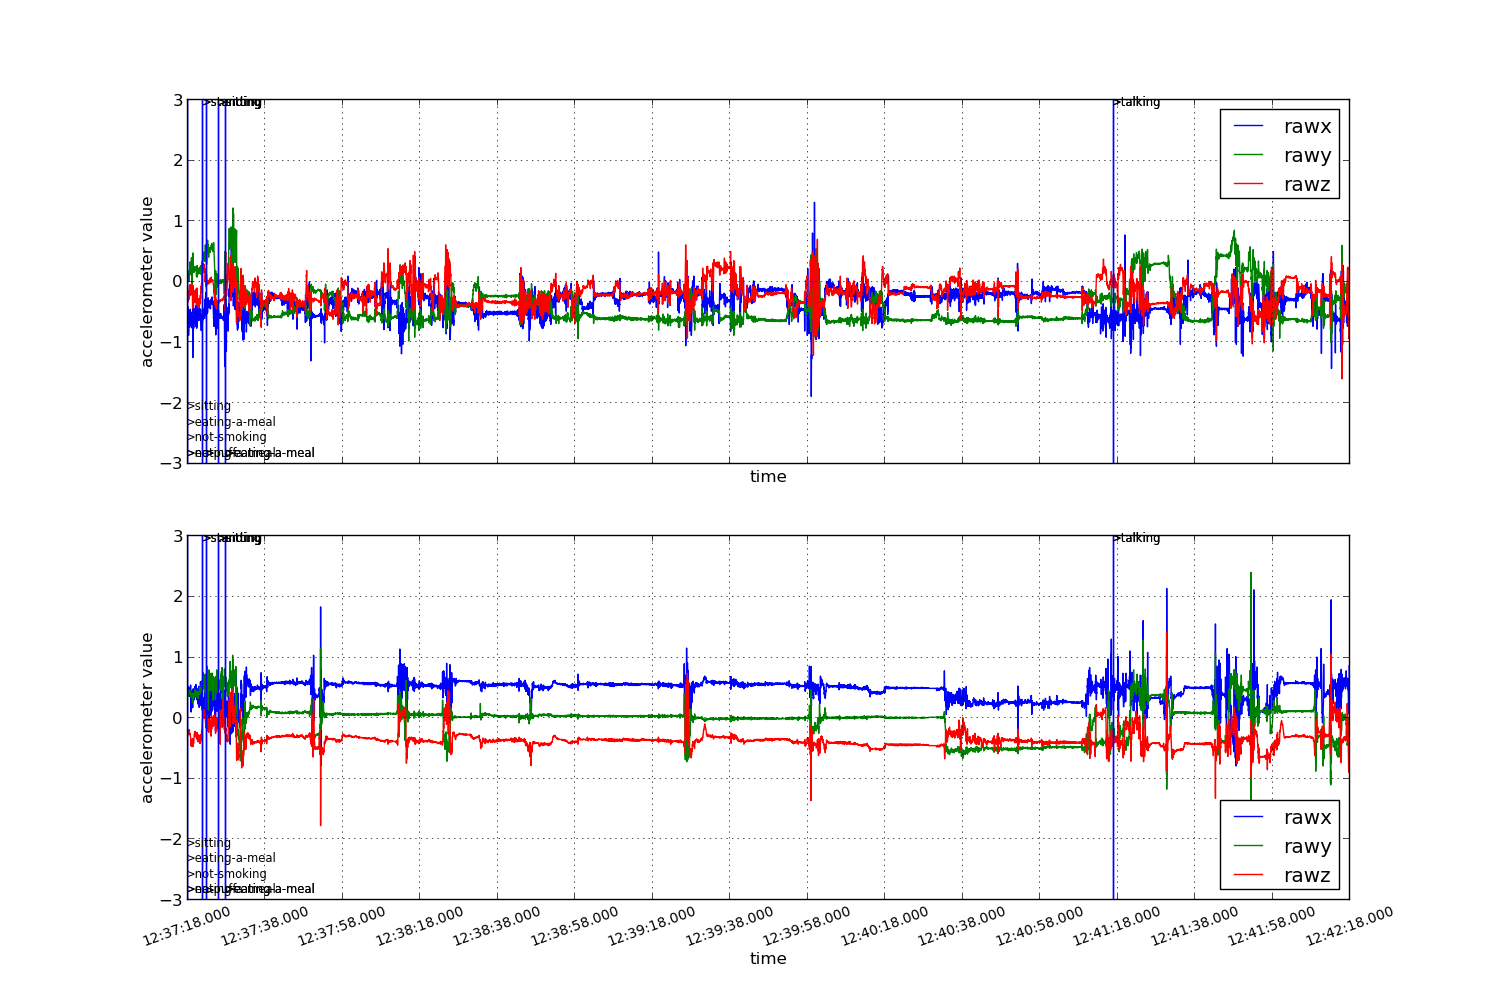 3
2
1
0
−1
−2
−3
accelerometer value
>sitting
>talking
rawx
rawy
rawz
>sitting
>eating-a-meal
>not-smoking
>eating-a-meal
time
3
2
1
0
−1
−2
−3
accelerometer value
>sitting
>talking
>sitting
>eating-a-meal
>not-smoking
>eating-a-meal
rawx
rawy
rawz
12:37:18.000
12:37:38.000
12:37:58.000
12:38:18.000
12:38:38.000
12:38:58.000
12:39:18.000
12:39:38.000
12:39:58.000
12:40:18.000
12:40:38.000
12:40:58.000
12:41:18.000
12:41:38.000
12:41:58.000
12:42:18.000
time